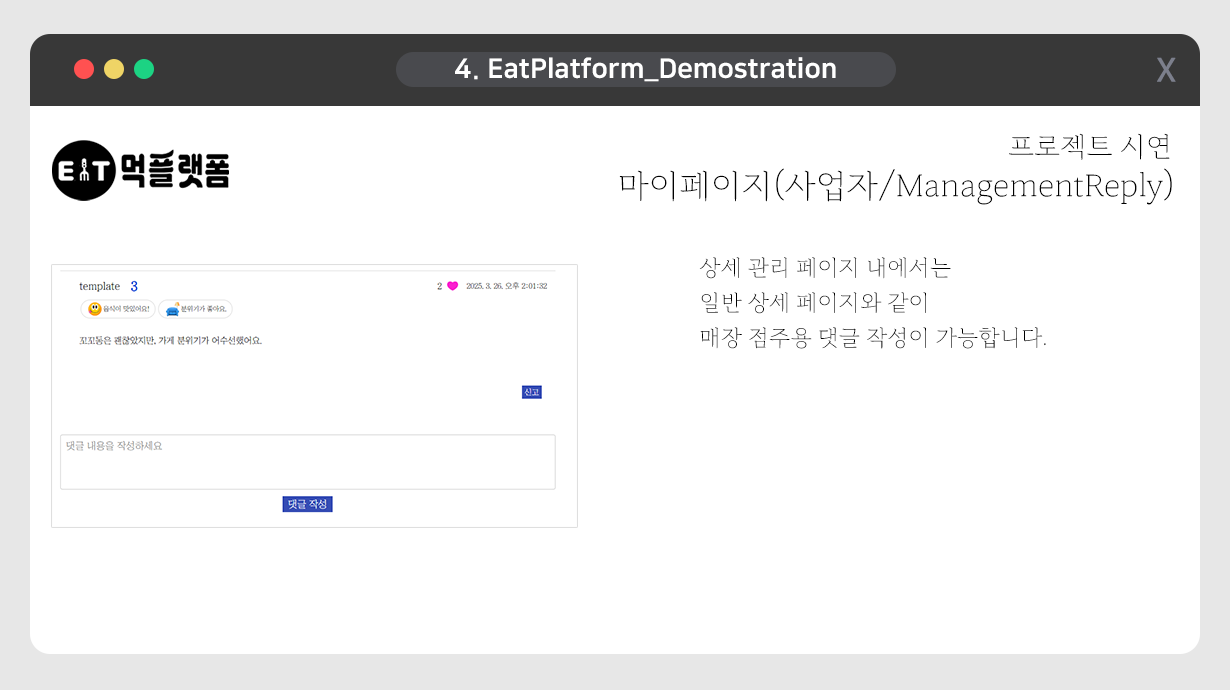 4. EatPlatform_Demostration
X
EAT 먹플랫폼
프로젝트 시연
마이페이지(사업자/ManagementReply)
template 3
2 2025. 3. 26. 오후 2:01:32
음식이 맛있어요! 분위기가 좋아요.
꼬꼬동은 괜찮았지만, 가게 분위기가 어수선했어요.
신고
댓글 내용을 작성하세요
댓글 작성
상세 관리 페이지 내에서는
일반 상세 페이지와 같이
매장 점주용 댓글 작성이 가능합니다.